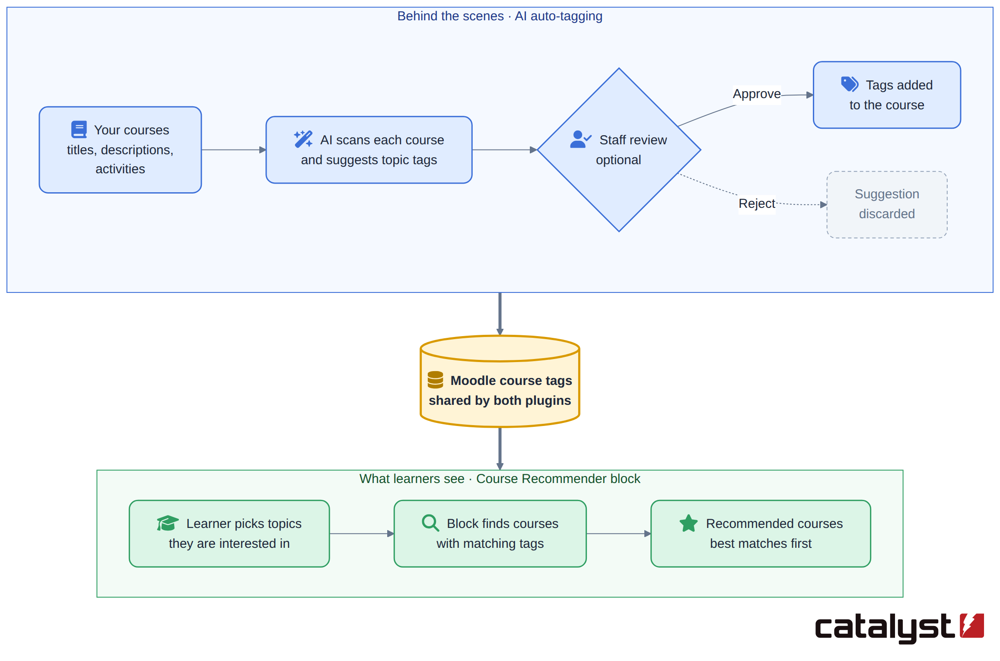 Behind the scenes · AI auto-tagging
Your courses
titles, descriptions,
activities
AI scans each course
and suggests topic tags
Staff review
optional
Approve
Reject
Tags added
to the course
Suggestion
discarded
Moodle course tags
shared by both plugins
What learners see · Course Recommender block
Learner picks topics
they are interested in
Block finds courses
with matching tags
Recommended courses
best matches first
catalyst